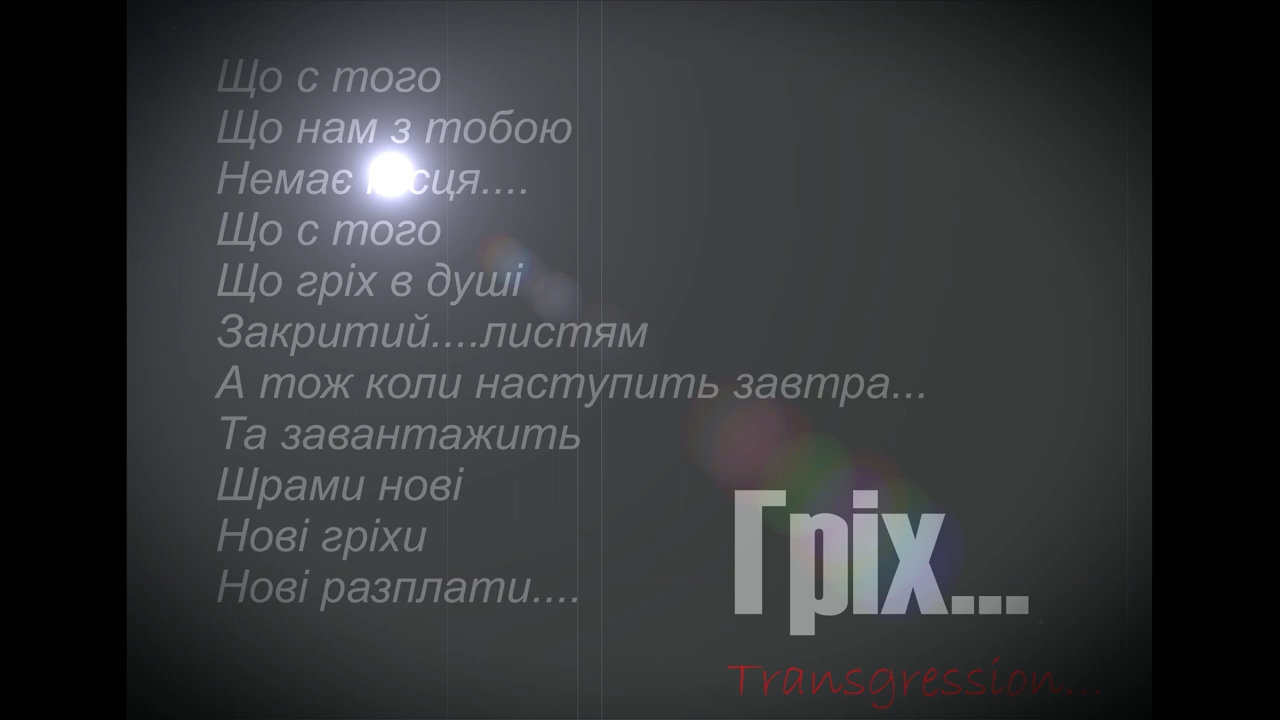 Що с того
Що нам з тобою
Немає ....
Що с того
Що гріх в душі
Закритий....листям
А тож коли наступить завтра...
Та завантажить
Шрами нові
Нові гріхи
Нові разплати....
Гріх...
Transgression...